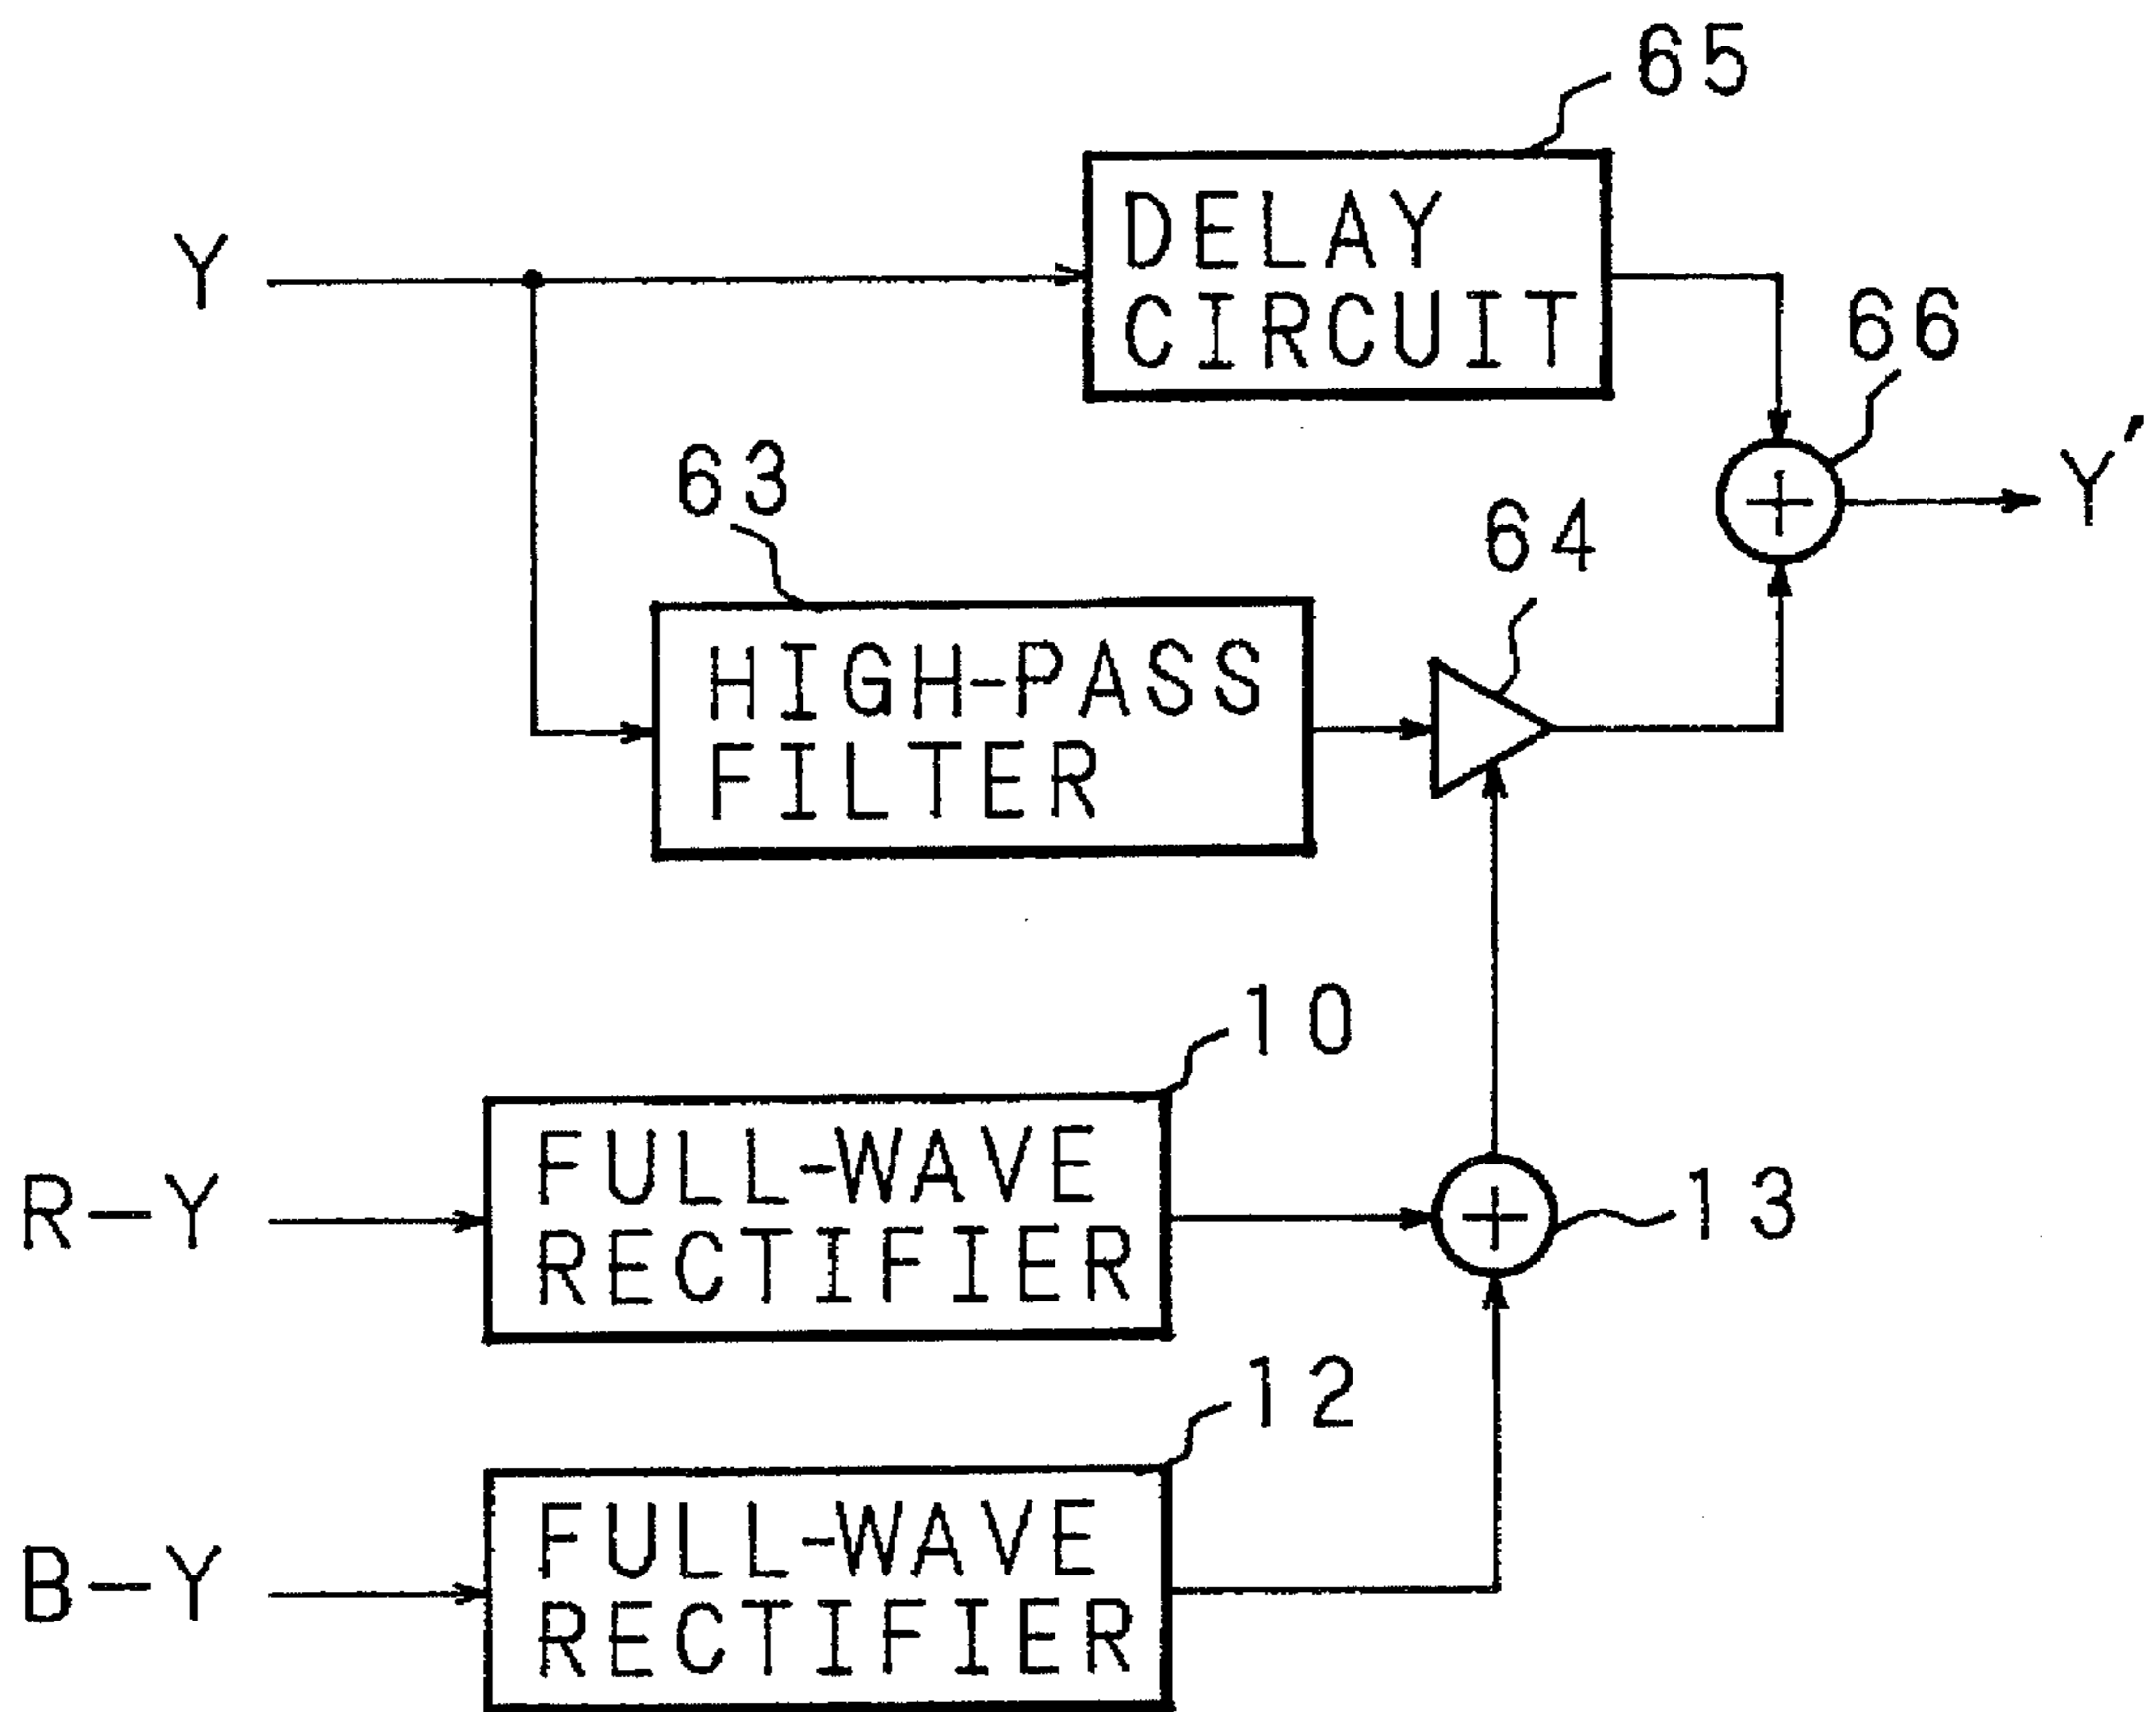 65
DELAY
CIRCUIT
Y
66
Y'
63
64
HIGH-PASS
FILTER
10
FULL-WAVE
RECTIFIER
R-Y
13
12
FULL-WAVE
RECTIFIER
B-Y